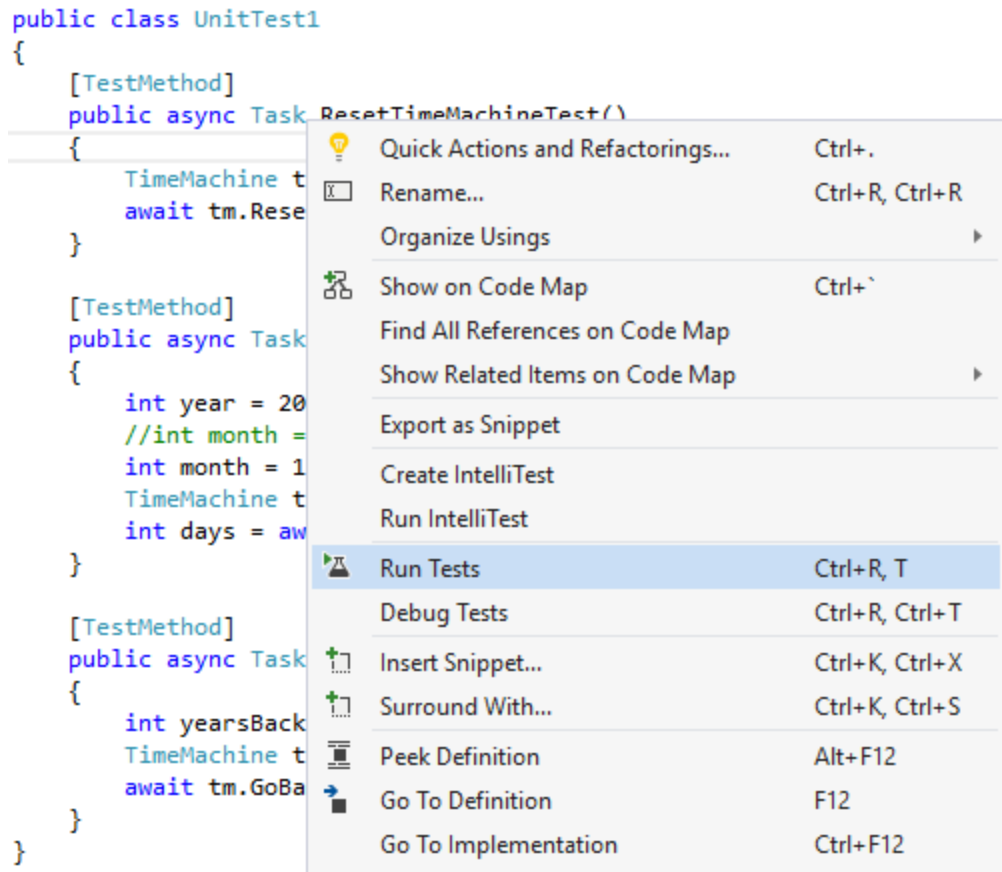 public class UnitTest1
{
[TestMethod]
public async Task ResetTimeMachineTest()
{
TimeMachine t
await tm.Rese
}
[TestMethod]
public async Task
{
int year = 20
//int month =
int month = 1
TimeMachine t
int days = aw
}
[TestMethod]
public async Task
{
int yearsBack
TimeMachine t
await tm.GoBa
}
}
Quick Actions and Refactorings... Ctrl+.
Rename... Ctrl+R, Ctrl+R
Organize Usings
Show on Code Map Ctrl+`
Find All References on Code Map
Show Related Items on Code Map
Export as Snippet
Create IntelliTest
Run IntelliTest
Run Tests Ctrl+R, T
Debug Tests Ctrl+R, Ctrl+T
Insert Snippet... Ctrl+K, Ctrl+X
Surround With... Ctrl+K, Ctrl+S
Peek Definition Alt+F12
Go To Definition F12
Go To Implementation Ctrl+F12